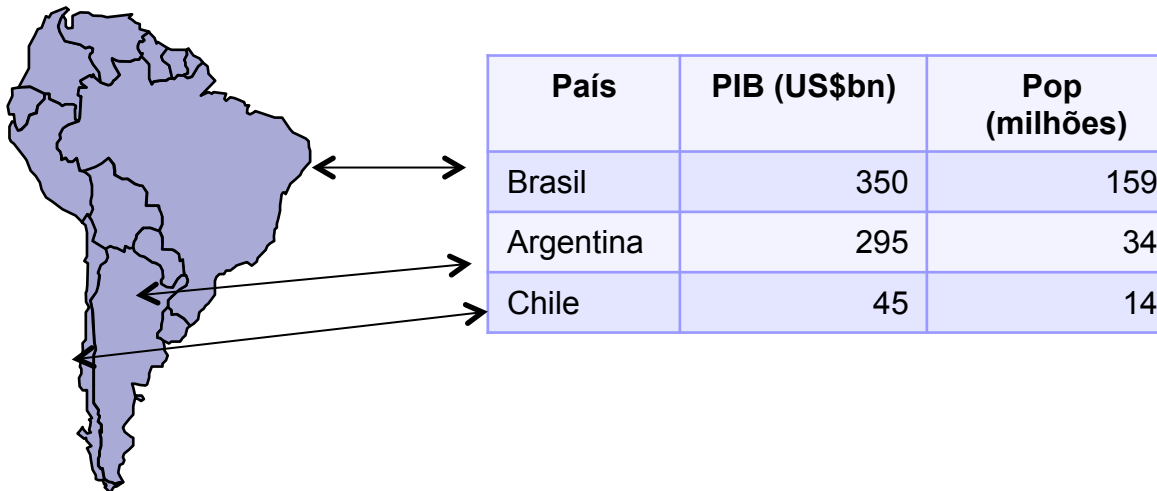 País PIB (US$bn) Pop
(milhões)
Brasil 350 159
Argentina 295 34
Chile 45 14